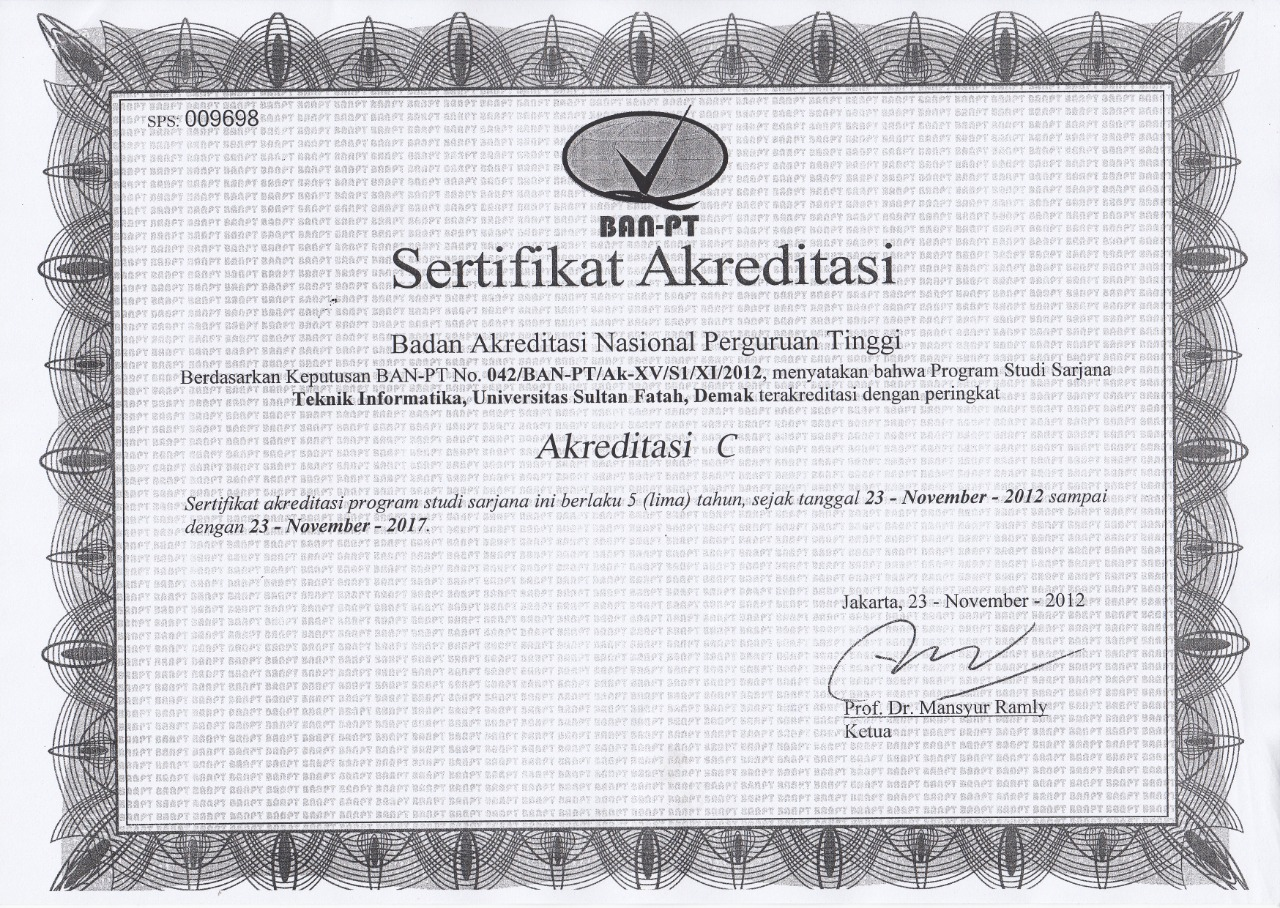 SPS: 009698
BAN-PT
Sertifikat Akreditasi
Badan Akreditasi Nasional Perguruan Tinggi
Berdasarkan Keputusan BAN-PT No. 042/BAN-PT/Ak-XV/S1/XI/2012, menyatakan bahwa Program Studi Sarjana
Teknik Informatika, Universitas Sultan Fatah, Demak terakreditasi dengan peringkat
Akreditasi C
Sertifikat akreditasi program studi sarjana ini berlaku 5 (lima) tahun, sejak tanggal 23 - November - 2012 sampai
dengan 23 - November - 2017.
Jakarta, 23 - November - 2012
Prof. Dr. Mansyur Ramly
Ketua